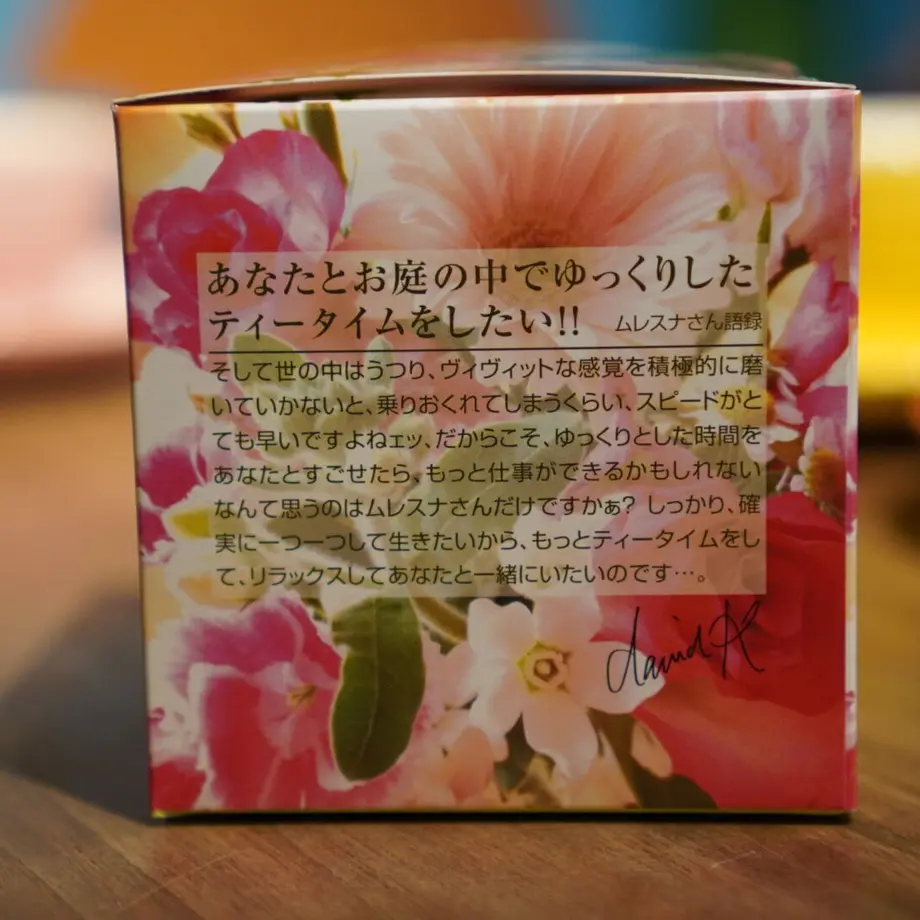 あなたとお庭の中でゆっくりした
ティータイムをしたい!! ムレスナさん語録
そして世の中はうつり、ヴィヴィットな感覚を積極的に磨
いていかないと、乗りおくれてしまうくらい、スピードがと
ても早いですよねェッ、だからこそ、ゆっくりとした時間を
あなたとすごせたら、もっと仕事ができるかもしれない
なんて思うのはムレスナさんだけですかぁ? しっかり、確
実に一つ一つして生きたいから、もっとティータイムをし
て、リラックスしてあなたと一緒にいたいのです…。
david K